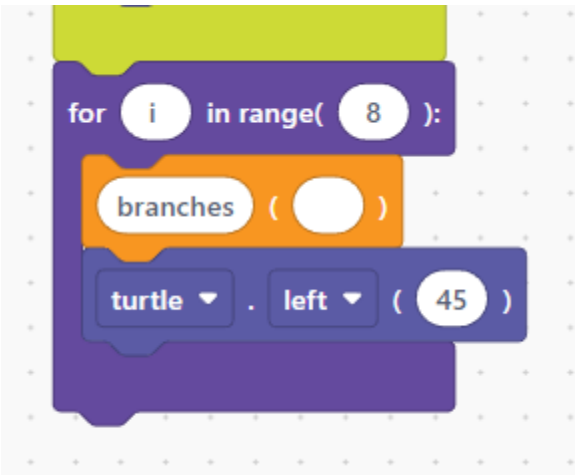 for i in range( 8 ):
branches ( )
turtle . left ( 45 )